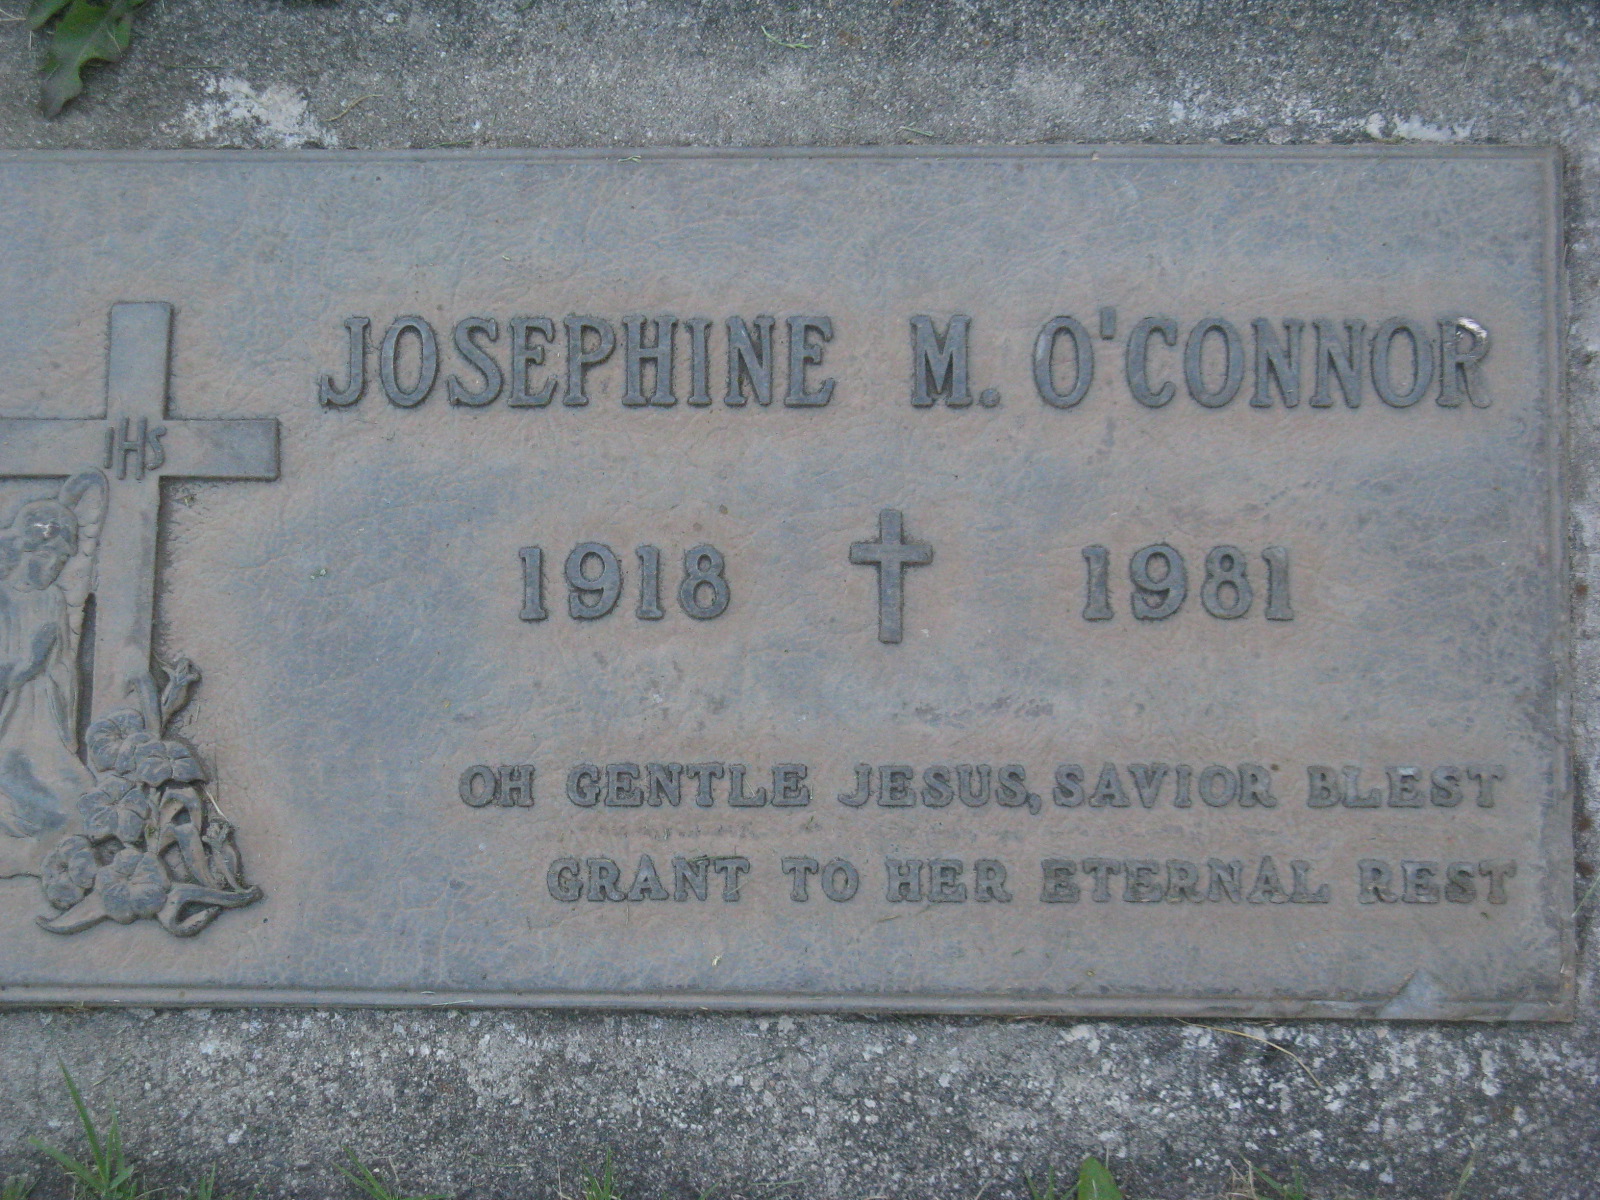 JOSEPHINE M. O'CONNOR
IHS
1918 1981
OH GENTLE JESUS, SAVIOR BLEST
GRANT TO HER ETERNAL REST